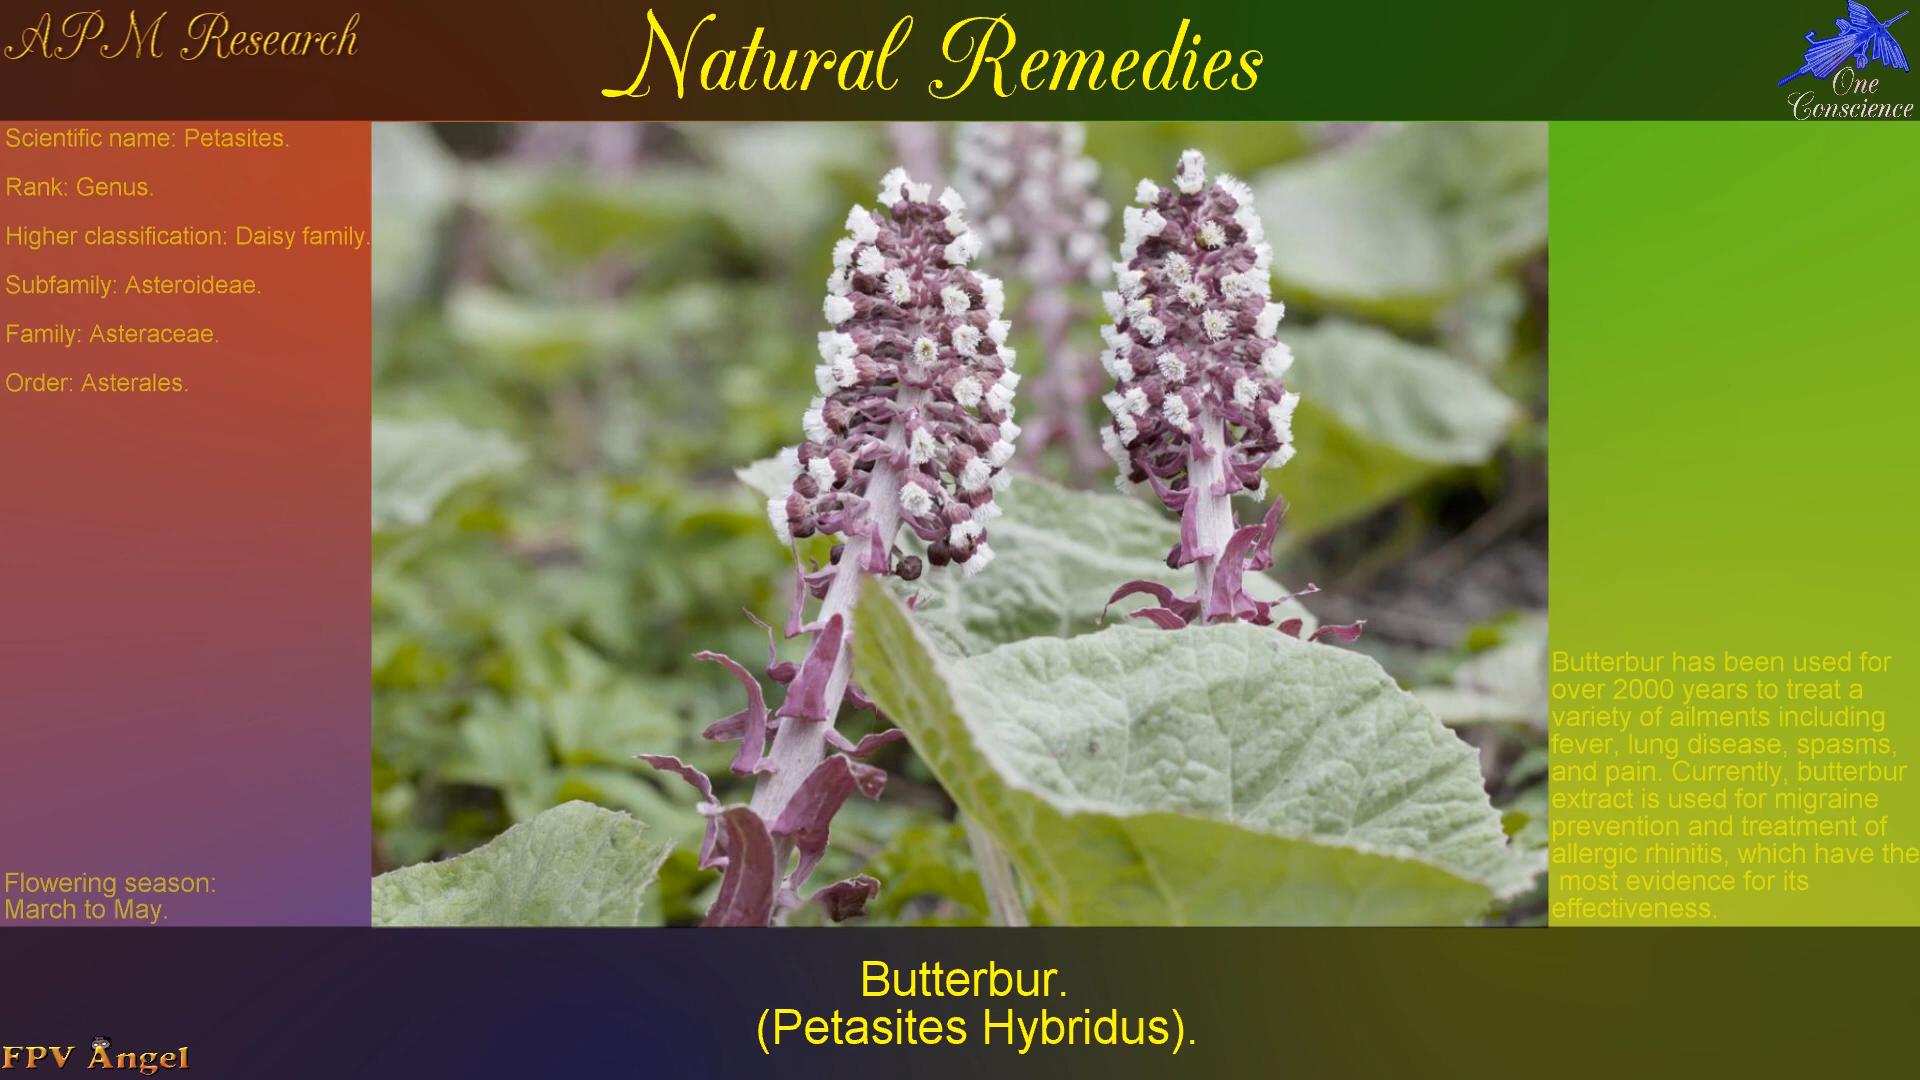 APM Research
Natural Remedies
One
Conscience
Scientific name: Petasites.
Rank: Genus.
Higher classification: Daisy family.
Subfamily: Asteroideae.
Family: Asteraceae.
Order: Asterales.
Flowering season:
March to May.
Butterbur has been used for
over 2000 years to treat a
variety of ailments including
fever, lung disease, spasms,
and pain. Currently, butterbur
extract is used for migraine
prevention and treatment of
allergic rhinitis, which have the
most evidence for its
effectiveness.
Butterbur.
(Petasites Hybridus).
FPV Angel